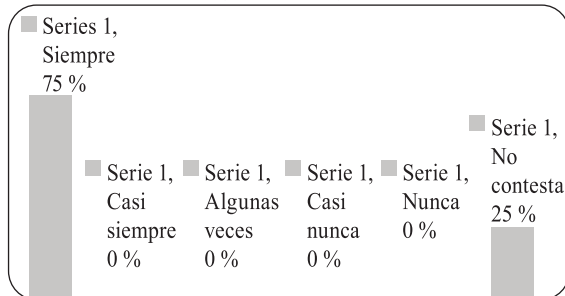 Series 1,
Siempre
75 %
Serie 1,
Casi
siempre
0 %
Serie 1,
Algunas
veces
0 %
Serie 1,
Casi
nunca
0 %
Serie 1,
Nunca
0 %
Serie 1,
No
contesta
25 %